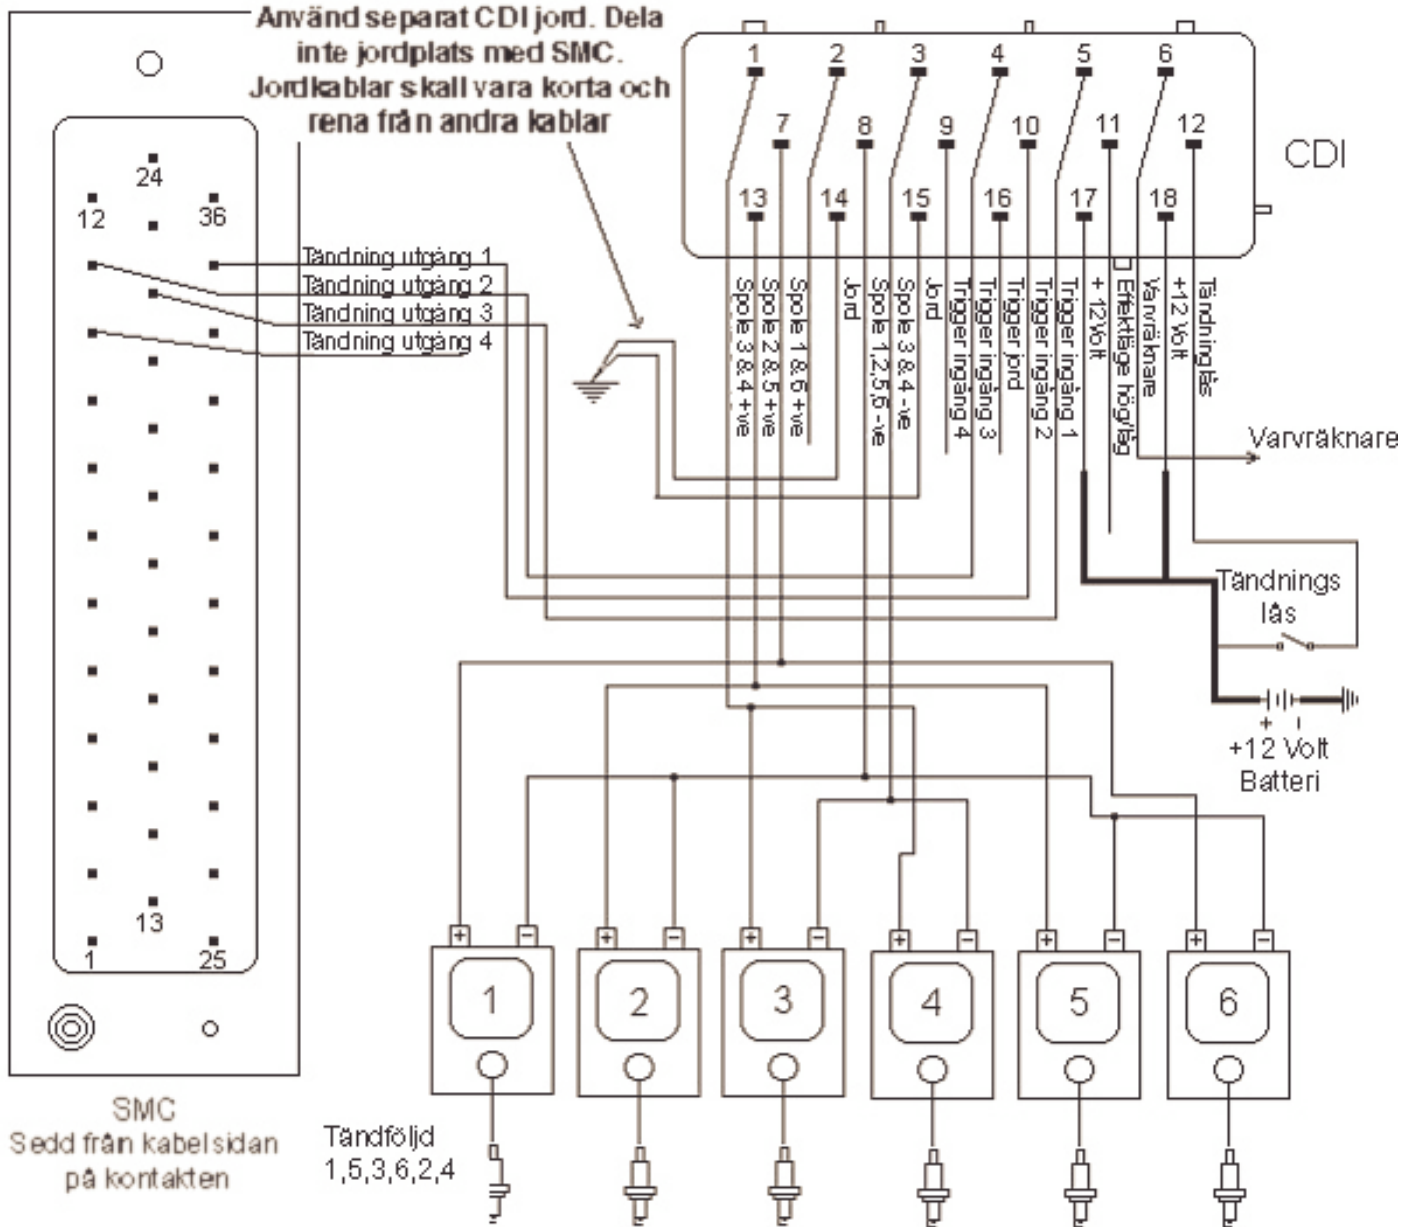 Använd separat CDI jord. Dela
inte jordplats med SMC.
Jordkablar skall vara korta och
rena från andra kablar
24
12
36
13
1
25
Tändning utgång 1
Tändning utgång 2
Tändning utgång 3
Tändning utgång 4
1
2
3
4
5
6
7
8
9
10
11
12
13
14
15
16
17
18
CDI
Spole 3 & 4 +ve
Spole 2 & 5 +ve
Spole 1 & 6 +ve
Jord
Spole 1,2,5,6 -ve
Spole 3 & 4 -ve
Jord
Trigger ingång 4
Trigger ingång 3
Trigger jord
Trigger ingång 2
Trigger ingång 1
+ 12Volt
Effektläge hög/låg
Varvräknare
+12 Volt
Tändninglås
Varvräknare
Tändnings
lås
+ -
+12 Volt
Batteri
+ -
+ -
+ -
+ -
+ -
+ -
1
2
3
4
5
6
SMC
Sedd från kabelsidan
på kontakten
Tändföljd
1,5,3,6,2,4